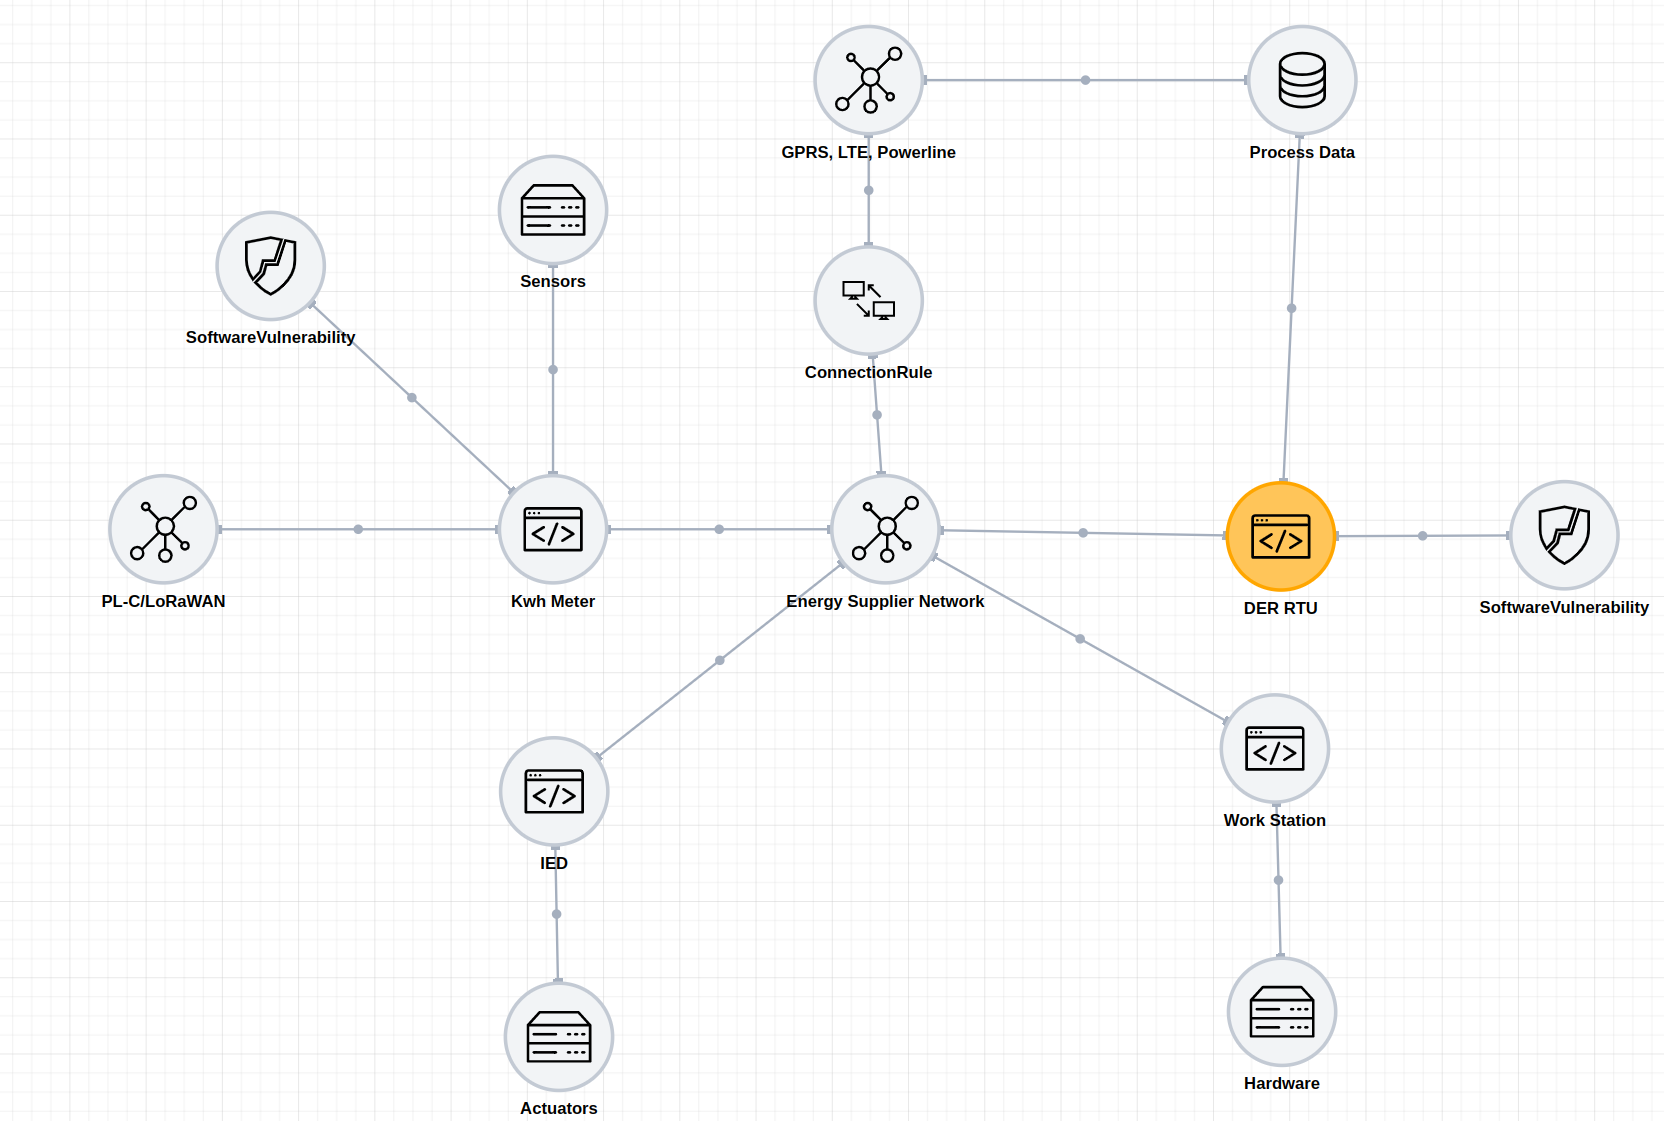 GPRS, LTE, Powerline
Process Data
Sensors
SoftwareVulnerability
ConnectionRule
PL-C/LoRaWAN
Kwh Meter
Energy Supplier Network
DER RTU
SoftwareVulnerability
Work Station
IED
Hardware
Actuators